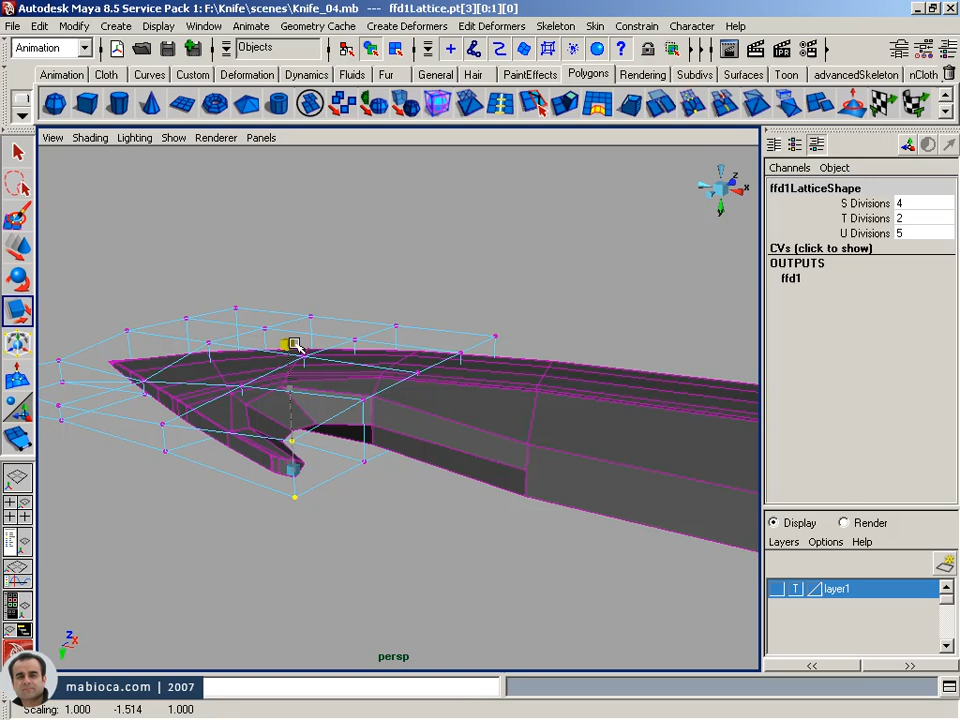 Autodesk Maya 8.5 Service Pack 1: F:\Knife\scenes\Knife_04.mb --- ffd1Lattice.pt[3][0:1][0]
File Edit Modify Create Display Window Animate Geometry Cache Create Deformers Edit Deformers Skeleton Skin Constrain Character Help
Animation Objects
Animation Cloth Curves Custom Deformation Dynamics Fluids Fur General Hair PaintEffects Polygons Rendering Subdivs Surfaces Toon advancedSkeleton nCloth
View Shading Lighting Show Renderer Panels
Channels Object
ffd1LatticeShape
S Divisions 4
T Divisions 2
U Divisions 5
CVs (click to show)
OUTPUTS
ffd1
z
x
y
Display Render
Layers Options Help
T layer1
z
x
y
persp
<< >>
mabioca.com | 2007
Scaling: 1.000 -1.514 1.000